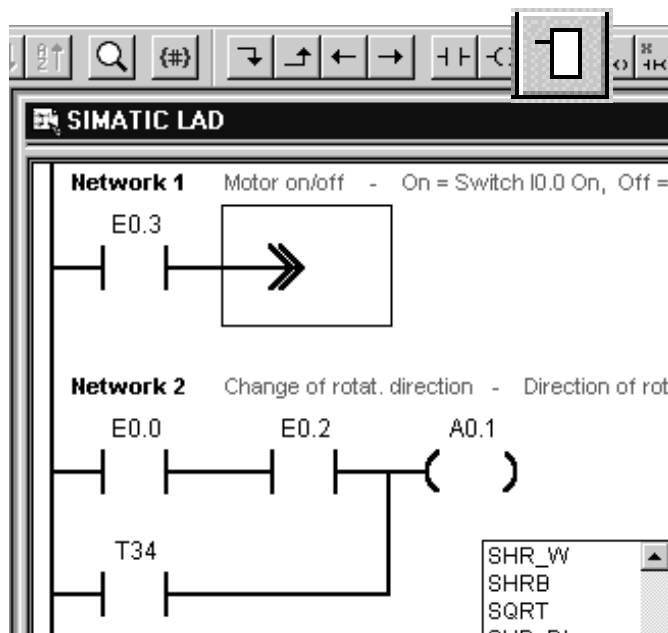 {#}
SIMATIC LAD
Network 1 Motor on/off - On = Switch I0.0 On, Off =
E0.3
Network 2 Change of rotat. direction - Direction of rot
E0.0 E0.2 A0.1
T34
SHR_W
SHRB
SQRT